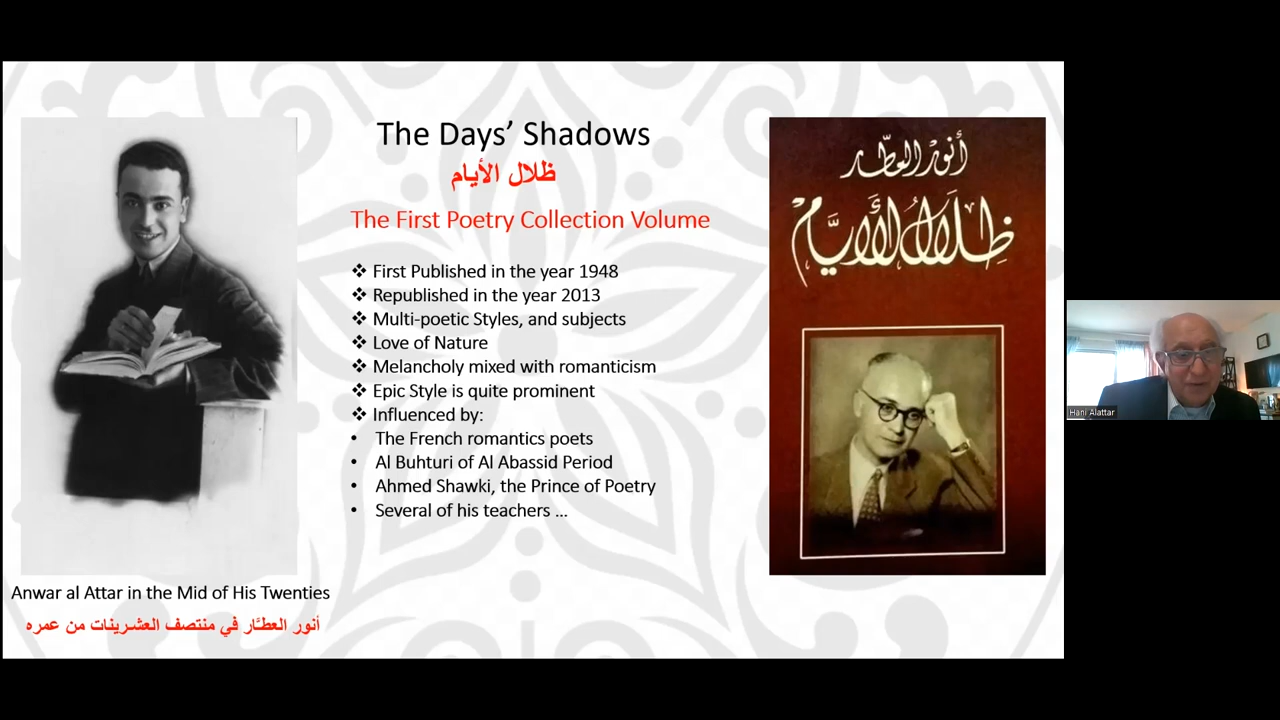 The Days’ Shadows
ظلال الأيام
The First Poetry Collection Volume
❖ First Published in the year 1948
❖ Republished in the year 2013
❖ Multi-poetic Styles, and subjects
❖ Love of Nature
❖ Melancholy mixed with romanticism
❖ Epic Style is quite prominent
❖ Influenced by:
• The French romantics poets
• Al Buhturi of Al Abassid Period
• Ahmed Shawki, the Prince of Poetry
• Several of his teachers ...
Anwar al Attar in the Mid of His Twenties
أنور العطَّار في منتصف العشرينات من عمره
أنور العطّار
ظلال الأيّام
Hani Alattar